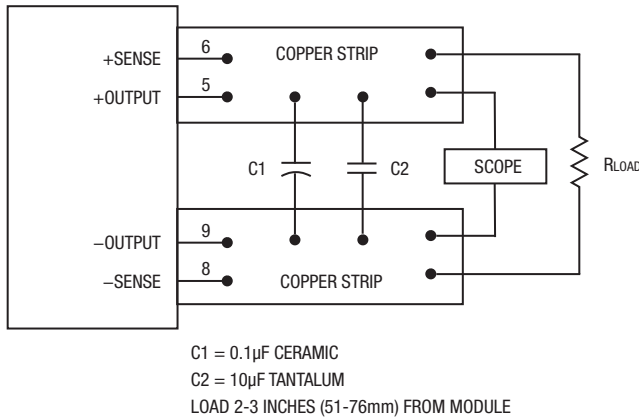 +SENSE 6 COPPER STRIP
+OUTPUT 5
C1 C2 SCOPE RLOAD
−OUTPUT 9
−SENSE 8 COPPER STRIP
C1 = 0.1µF CERAMIC
C2 = 10µF TANTALUM
LOAD 2-3 INCHES (51-76mm) FROM MODULE